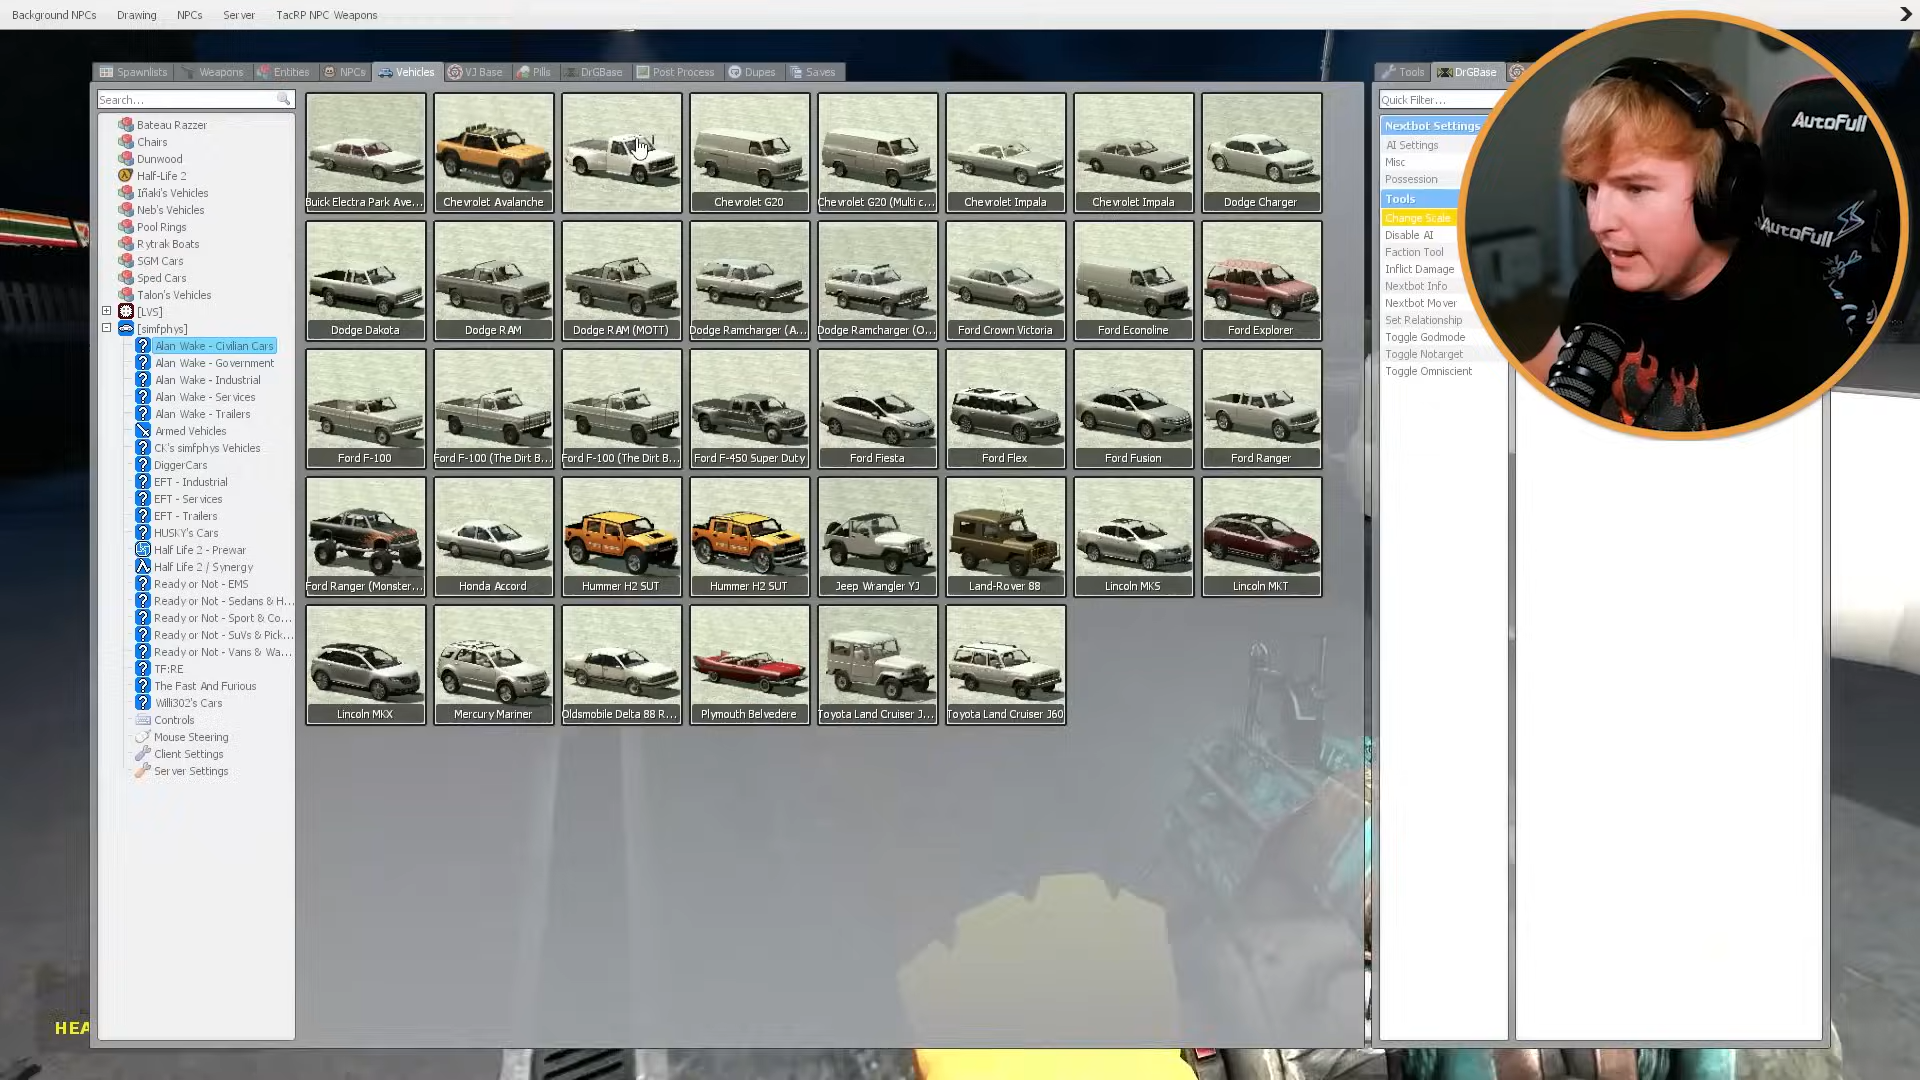 Background NPCs Drawing NPCs Server TacRP NPC Weapons
Spawnlists Weapons Entities NPCs Vehicles VJ Base Pills DrGBase Post Process Dupes Saves
Tools DrGBase
Search...
Quick Filter...
Bateau Razzer
Chairs
Dunwood
Half-Life 2
Iñaki's Vehicles
Neb's Vehicles
Pool Rings
Rytrak Boats
SGM Cars
Sped Cars
Talon's Vehicles
[LVS]
[simfphys]
Alan Wake - Civilian Cars
Alan Wake - Government
Alan Wake - Industrial
Alan Wake - Services
Alan Wake - Trailers
Armed Vehicles
CK's simfphys Vehicles
DiggerCars
EFT - Industrial
EFT - Services
EFT - Trailers
HUSKY's Cars
Half Life 2 - Prewar
Half Life 2 / Synergy
Ready or Not - EMS
Ready or Not - Sedans & H...
Ready or Not - Sport & Co...
Ready or Not - SuVs & Pick...
Ready or Not - Vans & Wa...
TF:RE
The Fast And Furious
Willi302's Cars
Controls
Mouse Steering
Client Settings
Server Settings
Buick Electra Park Ave... Chevrolet Avalanche Chevrolet G20 Chevrolet G20 (Multi c... Chevrolet Impala Chevrolet Impala Dodge Charger
Dodge Dakota Dodge RAM Dodge RAM (MOTT) Dodge Ramcharger (A... Dodge Ramcharger (O... Ford Crown Victoria Ford Econoline Ford Explorer
Ford F-100 Ford F-100 (The Dirt B... Ford F-100 (The Dirt B... Ford F-450 Super Duty Ford Fiesta Ford Flex Ford Fusion Ford Ranger
Ford Ranger (Monster... Honda Accord Hummer H2 SUT Hummer H2 SUT Jeep Wrangler YJ Land-Rover 88 Lincoln MKS Lincoln MKT
Lincoln MKX Mercury Mariner Oldsmobile Delta 88 R... Plymouth Belvedere Toyota Land Cruiser J... Toyota Land Cruiser J60
Nextbot Settings
AI Settings
Misc
Possession
Tools
Change Scale
Disable AI
Faction Tool
Inflict Damage
Nextbot Info
Nextbot Mover
Set Relationship
Toggle Godmode
Toggle Notarget
Toggle Omniscient
AutoFull
AutoFull
HEA